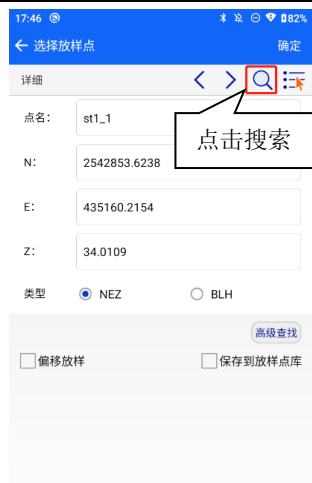 17:46 82%
选择放样点 确定
详细
点击搜索
点名: st1_1
N: 2542853.6238
E: 435160.2154
Z: 34.0109
类型 NEZ BLH
高级查找
偏移放样 保存到放样点库